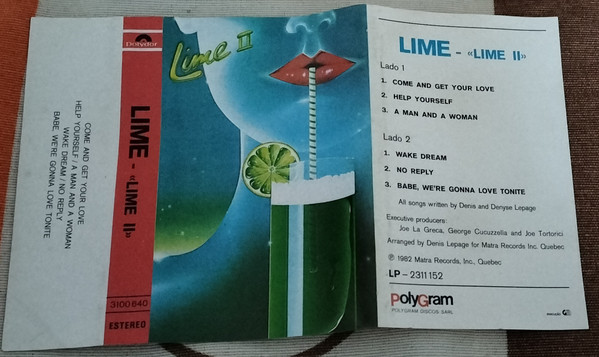 COME AND GET YOUR LOVE
HELP YOURSELF / A MAN AND A WOMAN
WAKE DREAM / NO REPLY
BABE, WE'RE GONNA LOVE TONITE
Polydor
LIME - «LIME II»
3100 640
ESTEREO
Lime II
LIME - «LIME II»
Lado 1
1. COME AND GET YOUR LOVE
2. HELP YOURSELF
3. A MAN AND A WOMAN
Lado 2
1. WAKE DREAM
2. NO REPLY
3. BABE, WE'RE GONNA LOVE TONITE
All songs written by Denis and Denyse Lepage
Executive producers:
Joe La Greca, George Cucuzzella and Joe Tortorici
Arranged by Denis Lepage for Matra Records Inc. Quebec
℗ 1982 Matra Records, Inc., Quebec
LP - 2311 152
PolyGram
POLYGRAM DISCOS SARL